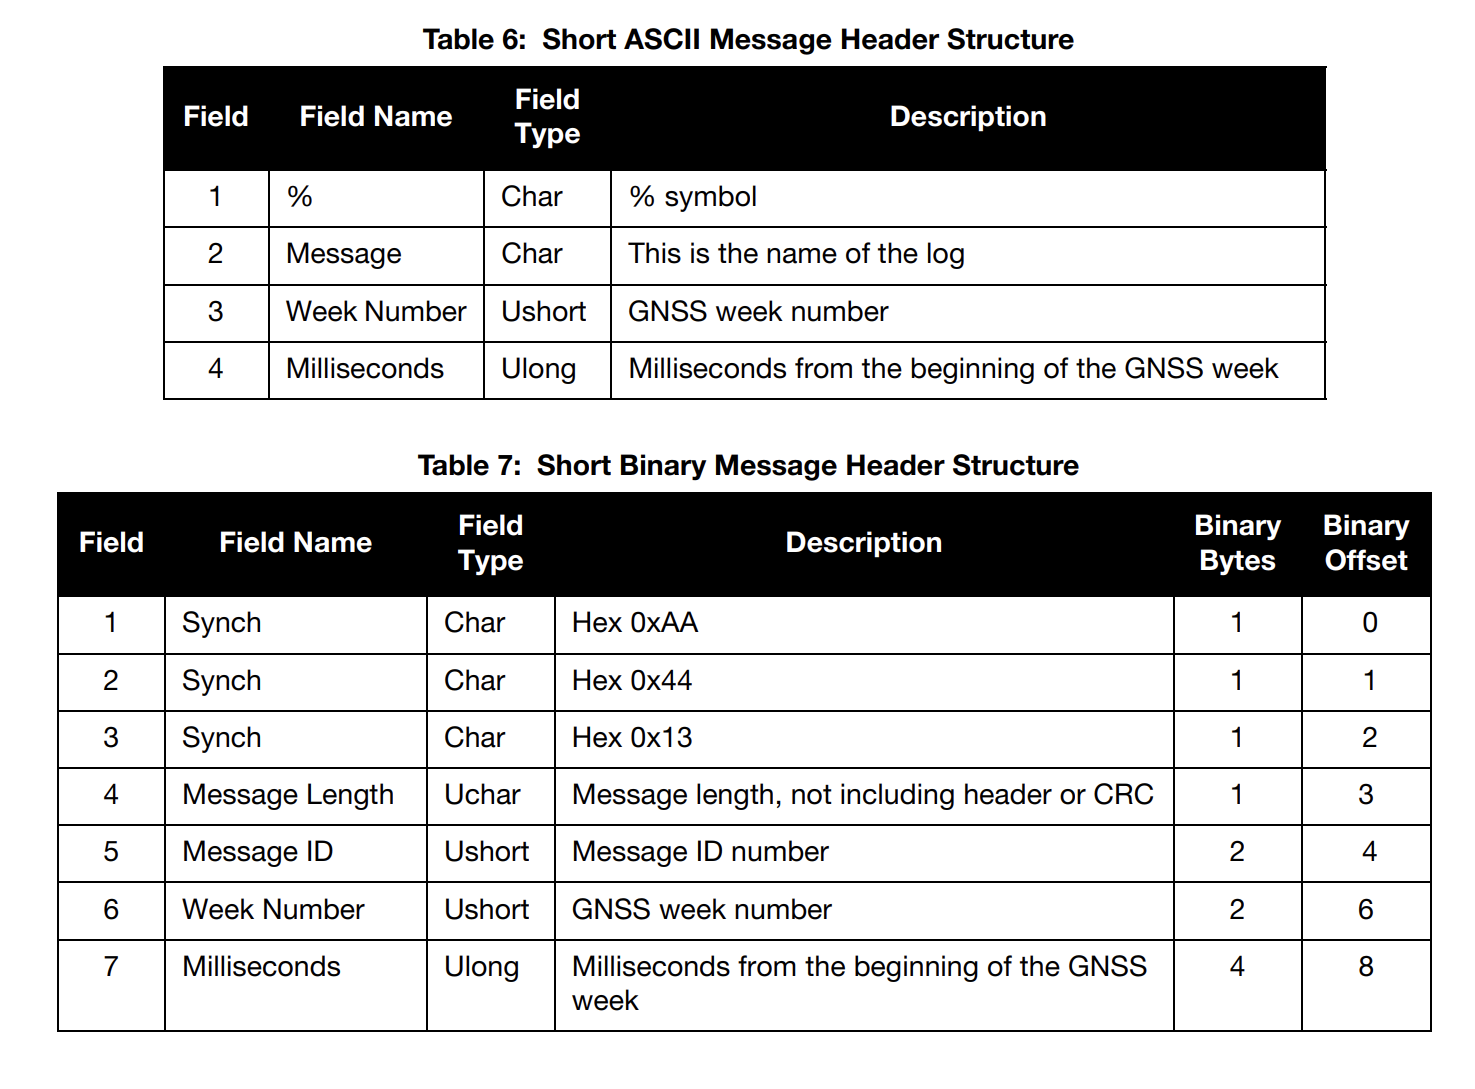 Table 6:  Short ASCII Message Header Structure
Field Field Name Field Type Description
1 % Char % symbol
2 Message Char This is the name of the log
3 Week Number Ushort GNSS week number
4 Milliseconds Ulong Milliseconds from the beginning of the GNSS week
Table 7:  Short Binary Message Header Structure
Field Field Name Field Type Description Binary Bytes Binary Offset
1 Synch Char Hex 0xAA 1 0
2 Synch Char Hex 0x44 1 1
3 Synch Char Hex 0x13 1 2
4 Message Length Uchar Message length, not including header or CRC 1 3
5 Message ID Ushort Message ID number 2 4
6 Week Number Ushort GNSS week number 2 6
7 Milliseconds Ulong Milliseconds from the beginning of the GNSS 4 8
week